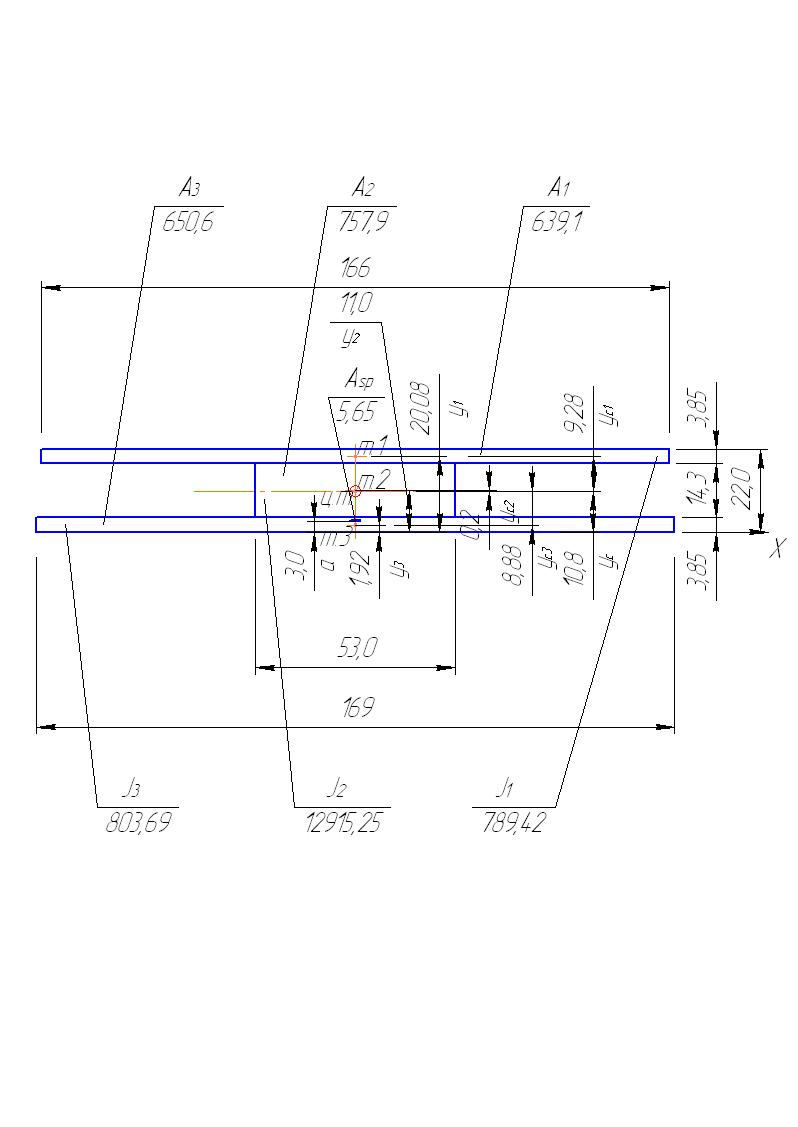 A3
650,6
A2
757,9
A1
639,1
166
11,0
y2
Asp
5,65
20,08
y1
9,28
yc1
3,85
m.1
m.2
ц.м
14,3
22,0
0,2
yc2
m.3
X
3,0
a
1,92
y3
8,88
yc3
10,8
yc
3,85
53,0
169
J3
803,69
J2
12915,25
J1
789,42